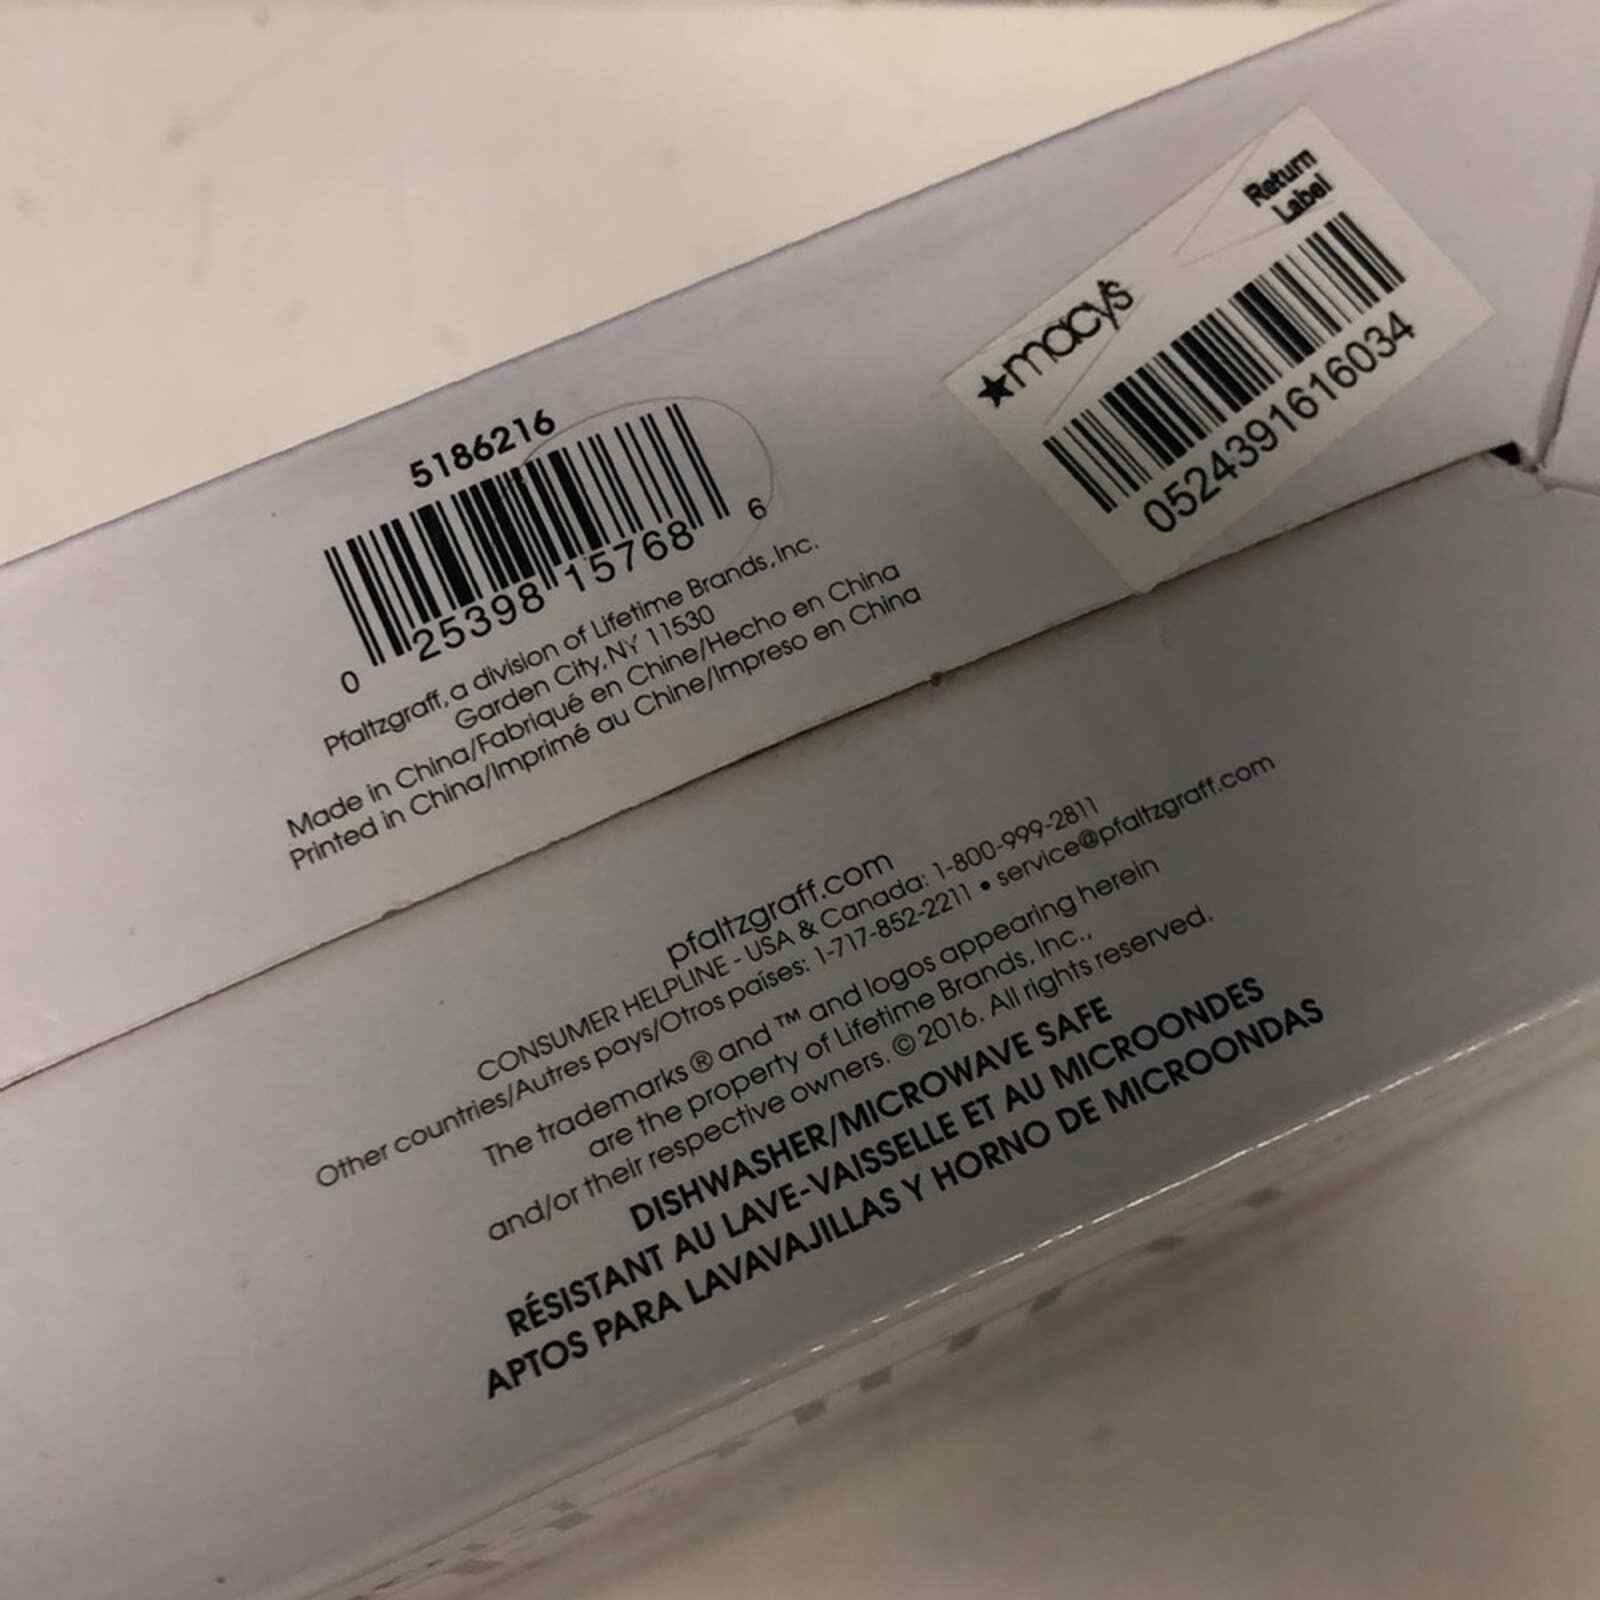 5186216
0 25398 15768 6
Pfaltzgraff, a division of Lifetime Brands, Inc.
Garden City, NY 11530
Made in China/Fabriqué en Chine/Hecho en China
Printed in China/Imprimé au Chine/Impreso en China
Return
Label
★macy's
052439161603​4
pfaltzgraff.com
CONSUMER HELPLINE - USA & Canada: 1-800-999-2811
Other countries/Autres pays/Otros países: 1-717-852-2211 • service@pfaltzgraff.com
The trademarks ® and ™ and logos appearing herein
are the property of Lifetime Brands, Inc.,
and/or their respective owners. © 2016. All rights reserved.
DISHWASHER/MICROWAVE SAFE
RÉSISTANT AU LAVE-VAISSELLE ET AU MICROONDES
APTOS PARA LAVAVAJILLAS Y HORNO DE MICROONDAS